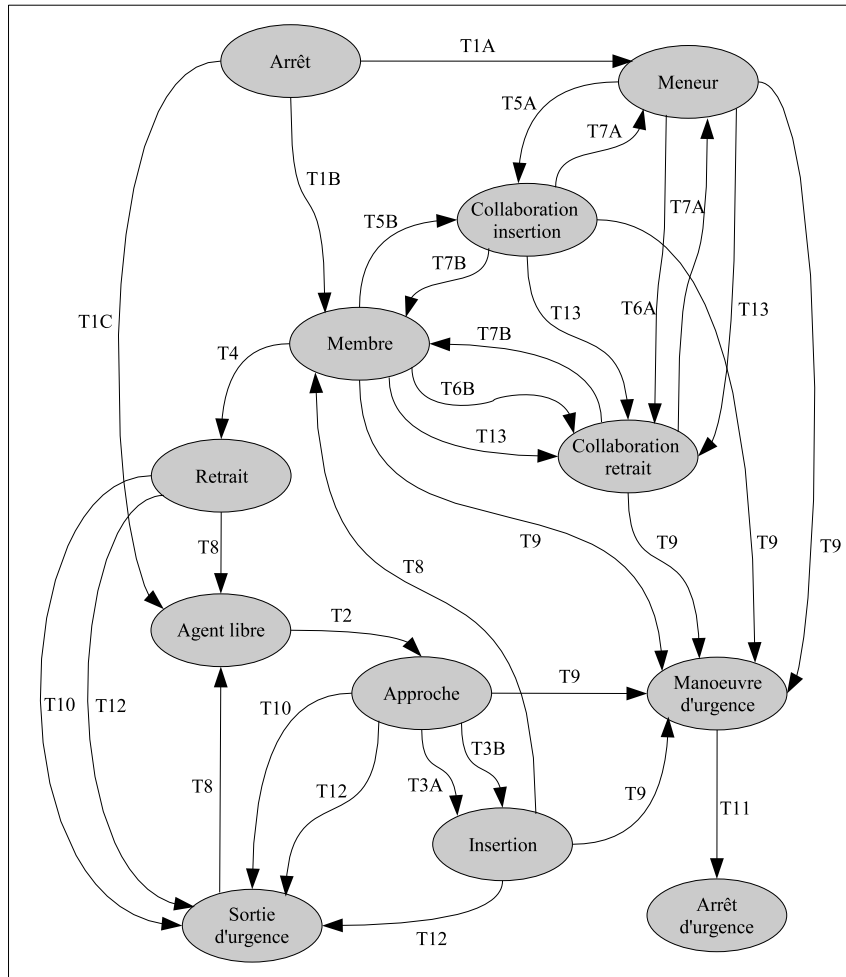 Arrêt
T1A
Meneur
T5A
T7A
T1B
Collaboration
insertion
T5B
T7A
T7B
T1C
T13
T6A
T13
Membre
T7B
T4
T6B
T13
Collaboration
retrait
Retrait
T9
T9
T9
T9
T8
T8
Agent libre
T2
Approche
T9
Manoeuvre
d'urgence
T10
T12
T10
T3B
T8
T12
T3A
T9
T11
Insertion
Sortie
d'urgence
T12
Arrêt
d'urgence